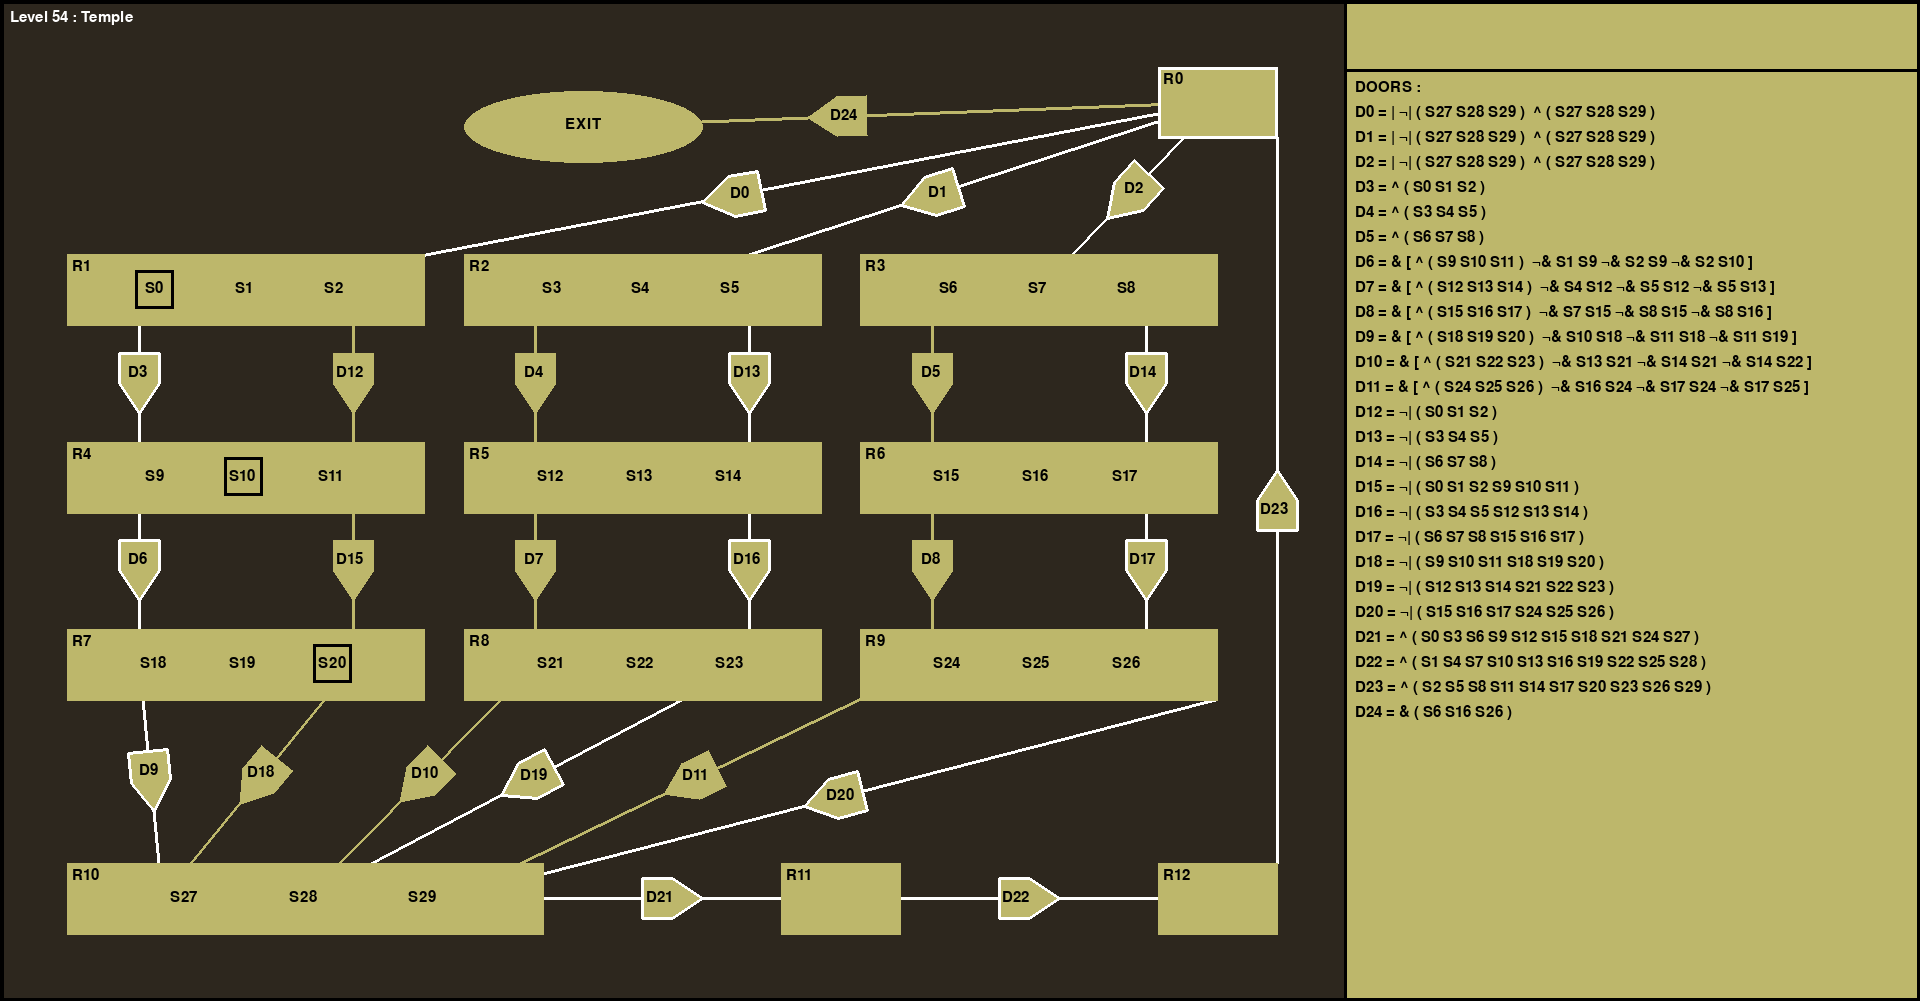 Level 54 : Temple
R0
EXIT
D24
D0
D1
D2
R1
S0 S1 S2
R2
S3 S4 S5
R3
S6 S7 S8
D3 D12 D4 D13 D5 D14
R4
S9 S10 S11
R5
S12 S13 S14
R6
S15 S16 S17
D23
D6 D15 D7 D16 D8 D17
R7
S18 S19 S20
R8
S21 S22 S23
R9
S24 S25 S26
D9 D18 D10 D19 D11 D20
R10
S27 S28 S29
D21
R11
D22
R12
DOORS :
D0 = | ¬| ( S27 S28 S29 ) ^ ( S27 S28 S29 )
D1 = | ¬| ( S27 S28 S29 ) ^ ( S27 S28 S29 )
D2 = | ¬| ( S27 S28 S29 ) ^ ( S27 S28 S29 )
D3 = ^ ( S0 S1 S2 )
D4 = ^ ( S3 S4 S5 )
D5 = ^ ( S6 S7 S8 )
D6 = & [ ^ ( S9 S10 S11 ) ¬& S1 S9 ¬& S2 S9 ¬& S2 S10 ]
D7 = & [ ^ ( S12 S13 S14 ) ¬& S4 S12 ¬& S5 S12 ¬& S5 S13 ]
D8 = & [ ^ ( S15 S16 S17 ) ¬& S7 S15 ¬& S8 S15 ¬& S8 S16 ]
D9 = & [ ^ ( S18 S19 S20 ) ¬& S10 S18 ¬& S11 S18 ¬& S11 S19 ]
D10 = & [ ^ ( S21 S22 S23 ) ¬& S13 S21 ¬& S14 S21 ¬& S14 S22 ]
D11 = & [ ^ ( S24 S25 S26 ) ¬& S16 S24 ¬& S17 S24 ¬& S17 S25 ]
D12 = ¬| ( S0 S1 S2 )
D13 = ¬| ( S3 S4 S5 )
D14 = ¬| ( S6 S7 S8 )
D15 = ¬| ( S0 S1 S2 S9 S10 S11 )
D16 = ¬| ( S3 S4 S5 S12 S13 S14 )
D17 = ¬| ( S6 S7 S8 S15 S16 S17 )
D18 = ¬| ( S9 S10 S11 S18 S19 S20 )
D19 = ¬| ( S12 S13 S14 S21 S22 S23 )
D20 = ¬| ( S15 S16 S17 S24 S25 S26 )
D21 = ^ ( S0 S3 S6 S9 S12 S15 S18 S21 S24 S27 )
D22 = ^ ( S1 S4 S7 S10 S13 S16 S19 S22 S25 S28 )
D23 = ^ ( S2 S5 S8 S11 S14 S17 S20 S23 S26 S29 )
D24 = & ( S6 S16 S26 )